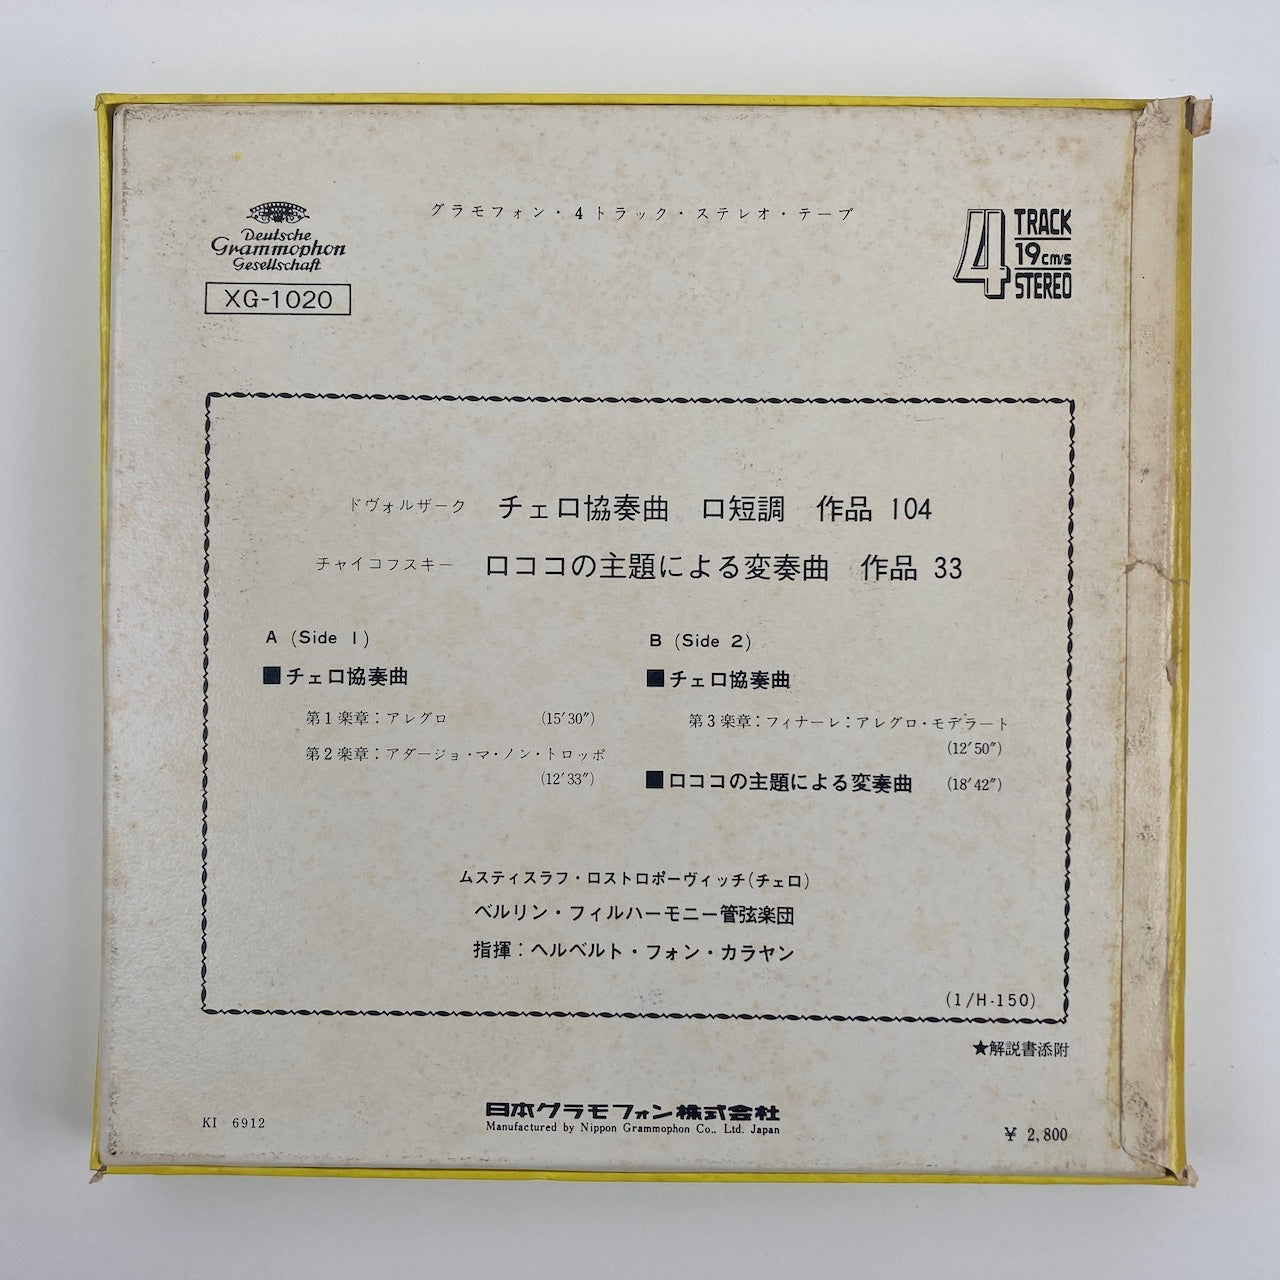 グラモフォン・4トラック・ステレオ・テープ
Deutsche
Grammophon
Gesellschaft
XG-1020
4 TRACK
19cm/s
STEREO
ドヴォルザーク チェロ協奏曲 ロ短調 作品 104
チャイコフスキー ロココの主題による変奏曲 作品 33
A (Side 1)
■チェロ協奏曲
第1楽章：アレグロ (15′30″)
第2楽章：アダージョ・マ・ノン・トロッポ
(12′33″)
B (Side 2)
■チェロ協奏曲
第3楽章：フィナーレ：アレグロ・モデラート
(12′50″)
■ロココの主題による変奏曲 (18′42″)
ムスティスラフ・ロストロポーヴィッチ(チェロ)
ベルリン・フィルハーモニー管弦楽団
指揮：ヘルベルト・フォン・カラヤン
(1/H-150)
★解説書添附
KI 6912
日本グラモフォン株式会社
Manufactured by Nippon Grammophon Co., Ltd. Japan
¥ 2,800